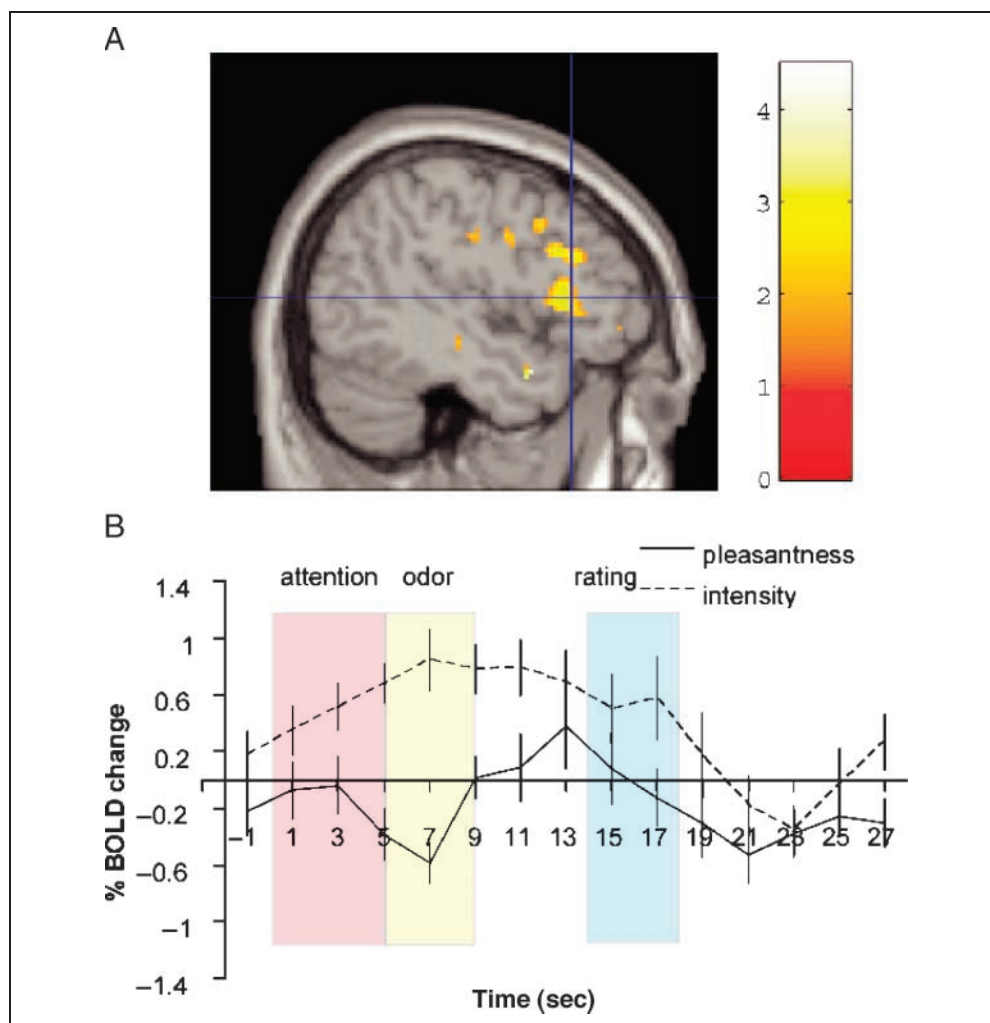 A
4
3
2
1
0
B
pleasantness
attention odor rating intensity
1.4
1
0.6
0.2
−0.2
−0.6
−1
−1.4
% BOLD change
−1 1 3 5 7 9 11 13 15 17 19 21 23 25 27
Time (sec)